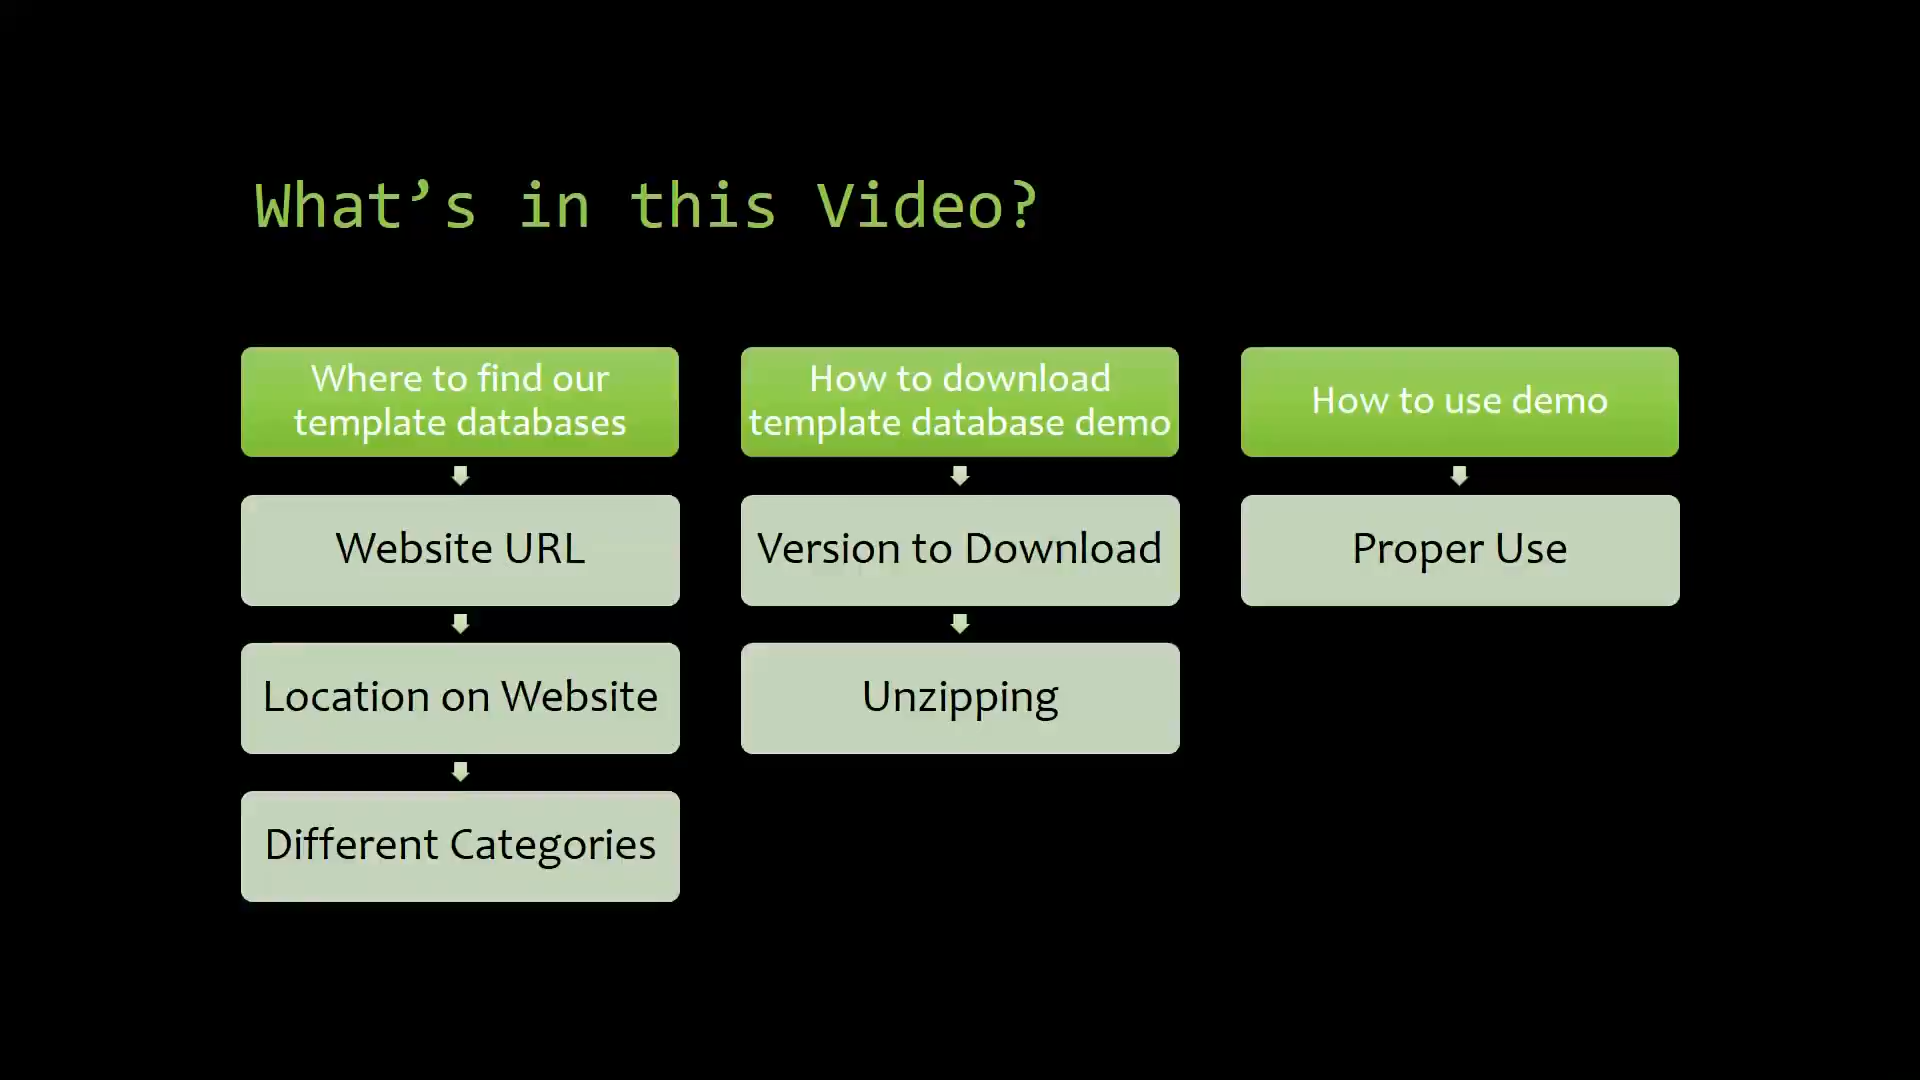 What’s in this Video?
Where to find our
template databases
Website URL
Location on Website
Different Categories
How to download
template database demo
Version to Download
Unzipping
How to use demo
Proper Use